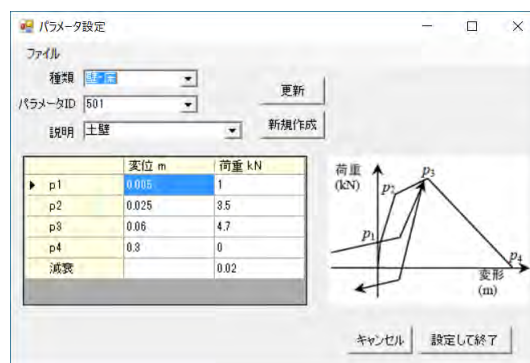 パラメータ設定
ファイル
種類 壁-床
パラメータID 501
説明 土壁
更新
新規作成
変位 m 荷重 kN
p1 0.005 1
p2 0.025 3.5
p3 0.06 4.7
p4 0.3 0
減衰 0.02
荷重
(kN)
p3
p2
p1
p4
変形
(m)
キャンセル 設定して終了